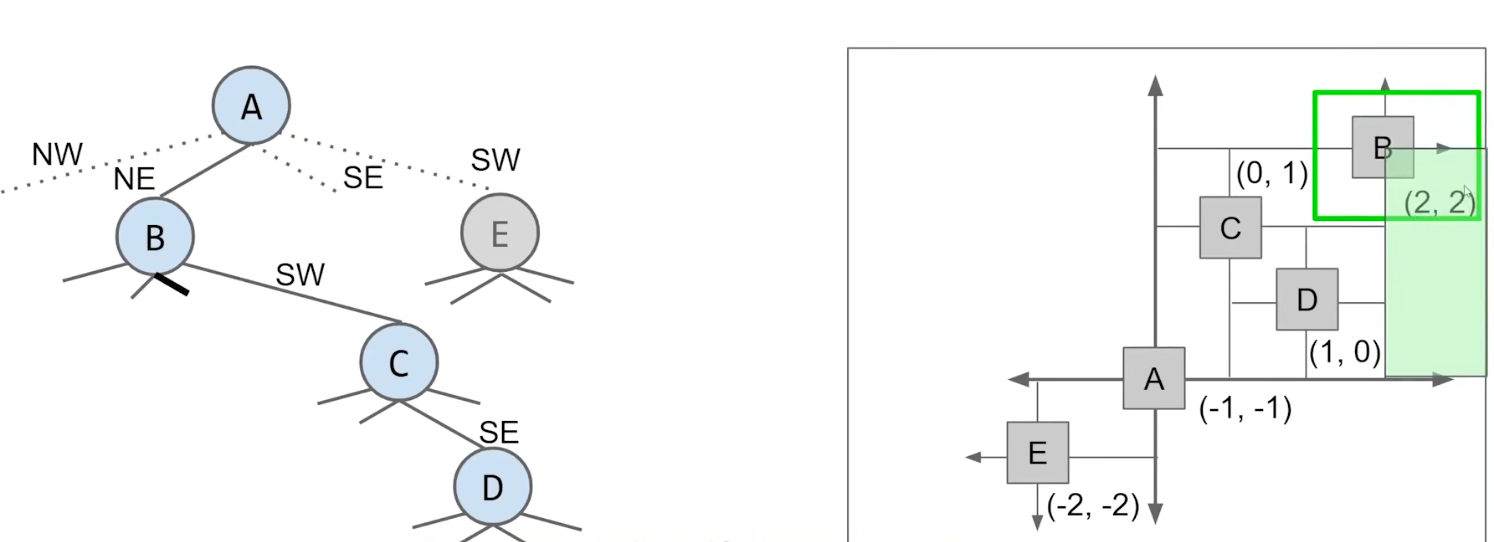 A
NW
NE
SE
SW
B
E
SW
C
SE
D
B
(0, 1)
(2, 2)
C
D
(1, 0)
A
(-1, -1)
E
(-2, -2)